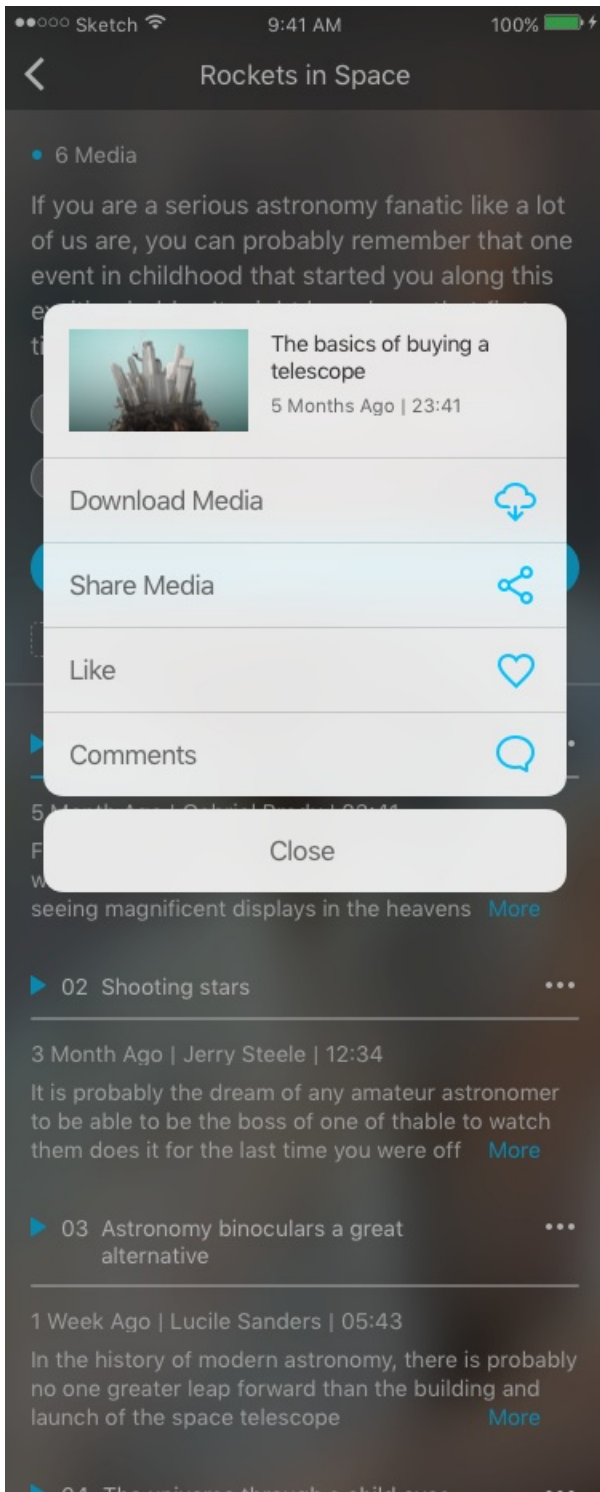 Sketch 9:41 AM 100%
Rockets in Space
6 Media
If you are a serious astronomy fanatic like a lot
of us are, you can probably remember that one
event in childhood that started you along this
The basics of buying a
telescope
5 Months Ago | 23:41
Download Media
Share Media
Like
Comments
Close
seeing magnificent displays in the heavens More
02 Shooting stars
3 Month Ago | Jerry Steele | 12:34
It is probably the dream of any amateur astronomer
to be able to be the boss of one of thable to watch
them does it for the last time you were off More
03 Astronomy binoculars a great
alternative
1 Week Ago | Lucile Sanders | 05:43
In the history of modern astronomy, there is probably
no one greater leap forward than the building and
launch of the space telescope More
04 The universe through a child eyes